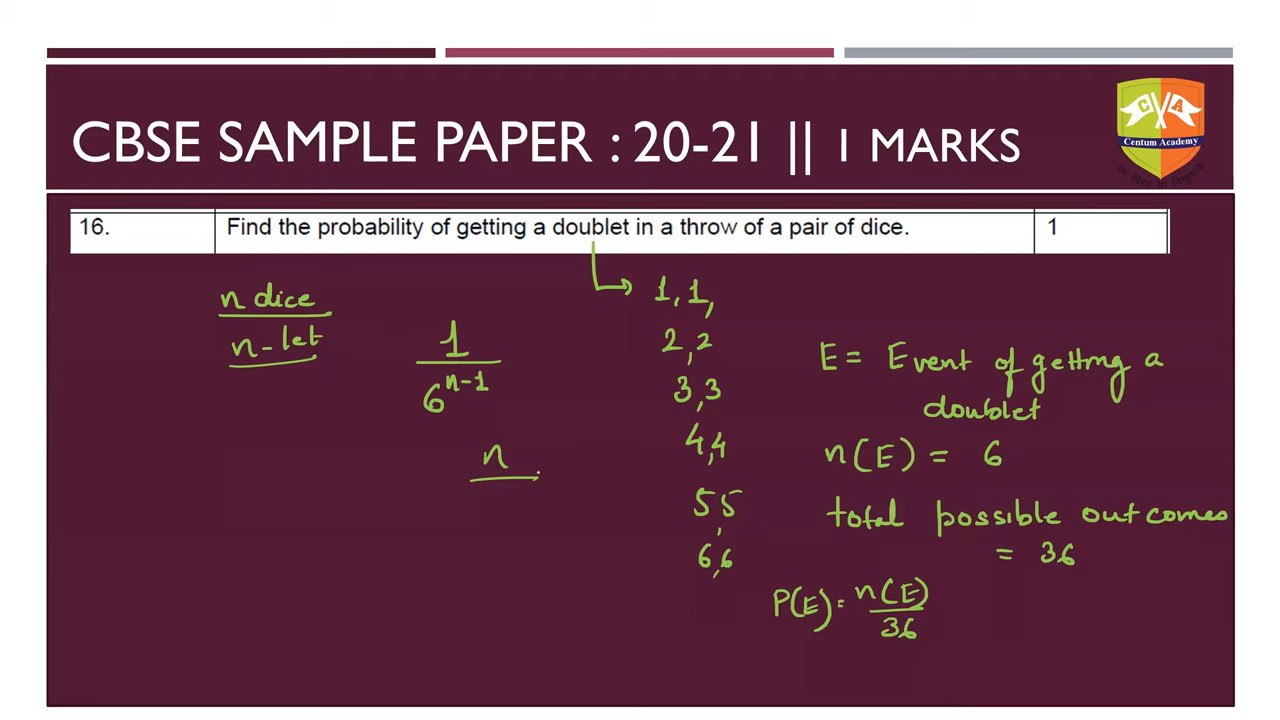 CBSE SAMPLE PAPER : 20-21 || 1 MARKS
C A
Centum Academy
16. Find the probability of getting a doublet in a throw of a pair of dice. 1
n dice
n-let
1
6^{n-1}
n
1,1,
2,2
3,3
4,4
5,5
6,6
E = Event of getting a
doublet
n(E) = 6
total possible outcomes
= 36
P(E) = n(E)
36